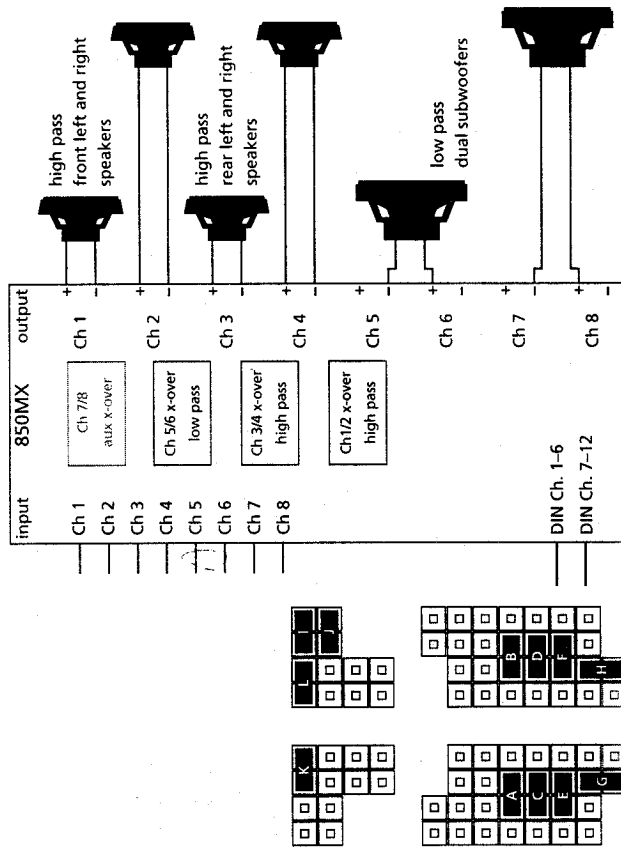 input
850MX
output
Ch 1
Ch 2
Ch 3
Ch 4
Ch 5
Ch 6
Ch 7
Ch 8
DIN Ch. 1–6
DIN Ch. 7–12
Ch 7/8
aux x-over
Ch 5/6 x-over
low pass
Ch 3/4 x-over
high pass
Ch1/2 x-over
high pass
Ch 1
+
–
Ch 2
+
–
Ch 3
+
–
Ch 4
+
–
Ch 5
+
–
Ch 6
+
–
Ch 7
+
–
Ch 8
+
–
high pass
front left and right
speakers
high pass
rear left and right
speakers
low pass
dual subwoofers
K
L
I
J
A
B
C
D
E
F
G
H